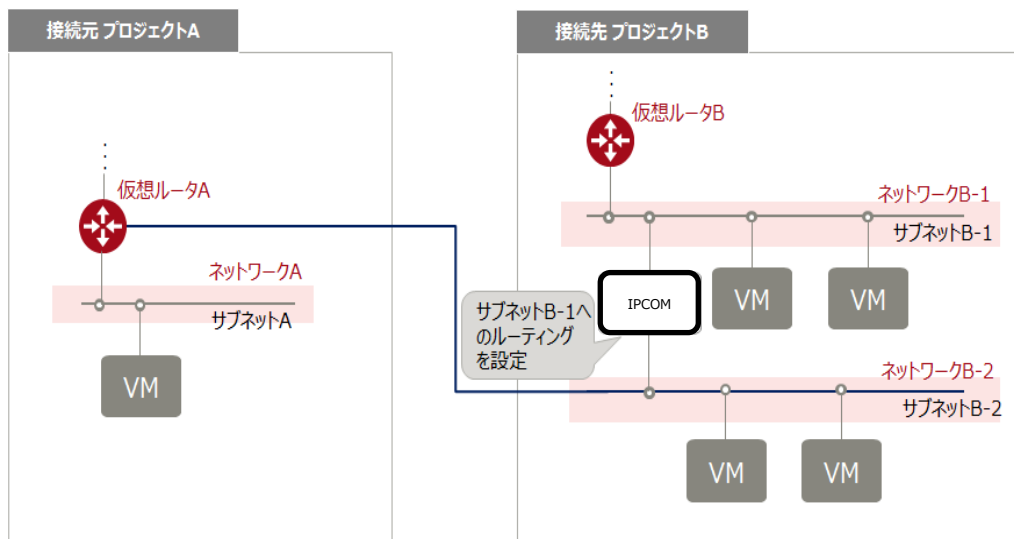 接続元 プロジェクトA
仮想ルータA
ネットワークA
サブネットA
VM
接続先 プロジェクトB
仮想ルータB
ネットワークB-1
サブネットB-1
IPCOM
VM
VM
サブネットB-1へ
のルーティング
を設定
ネットワークB-2
サブネットB-2
VM
VM